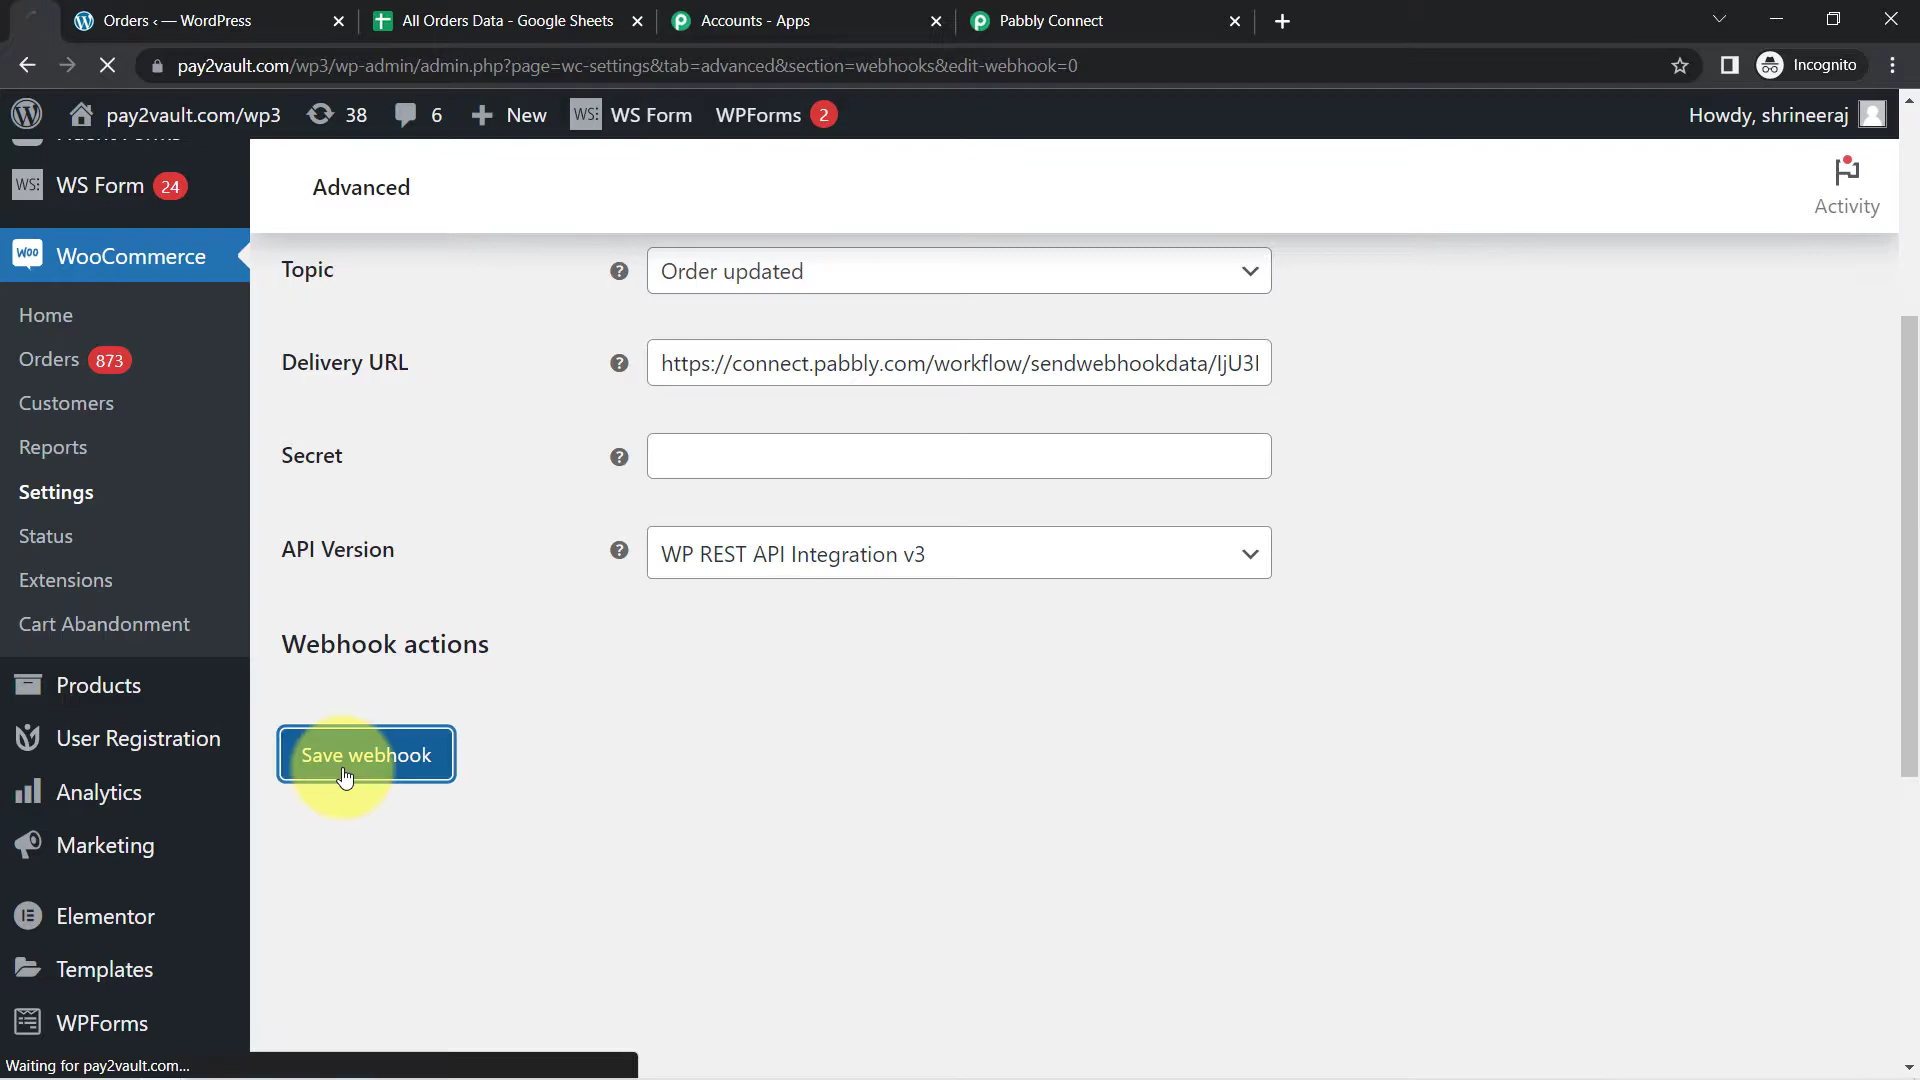 Orders ‹ — WordPress
All Orders Data - Google Sheets
Accounts - Apps
Pabbly Connect
pay2vault.com/wp3/wp-admin/admin.php?page=wc-settings&tab=advanced&section=webhooks&edit-webhook=0
Incognito
pay2vault.com/wp3
38
6
New
WS Form
WPForms 2
Howdy, shrineeraj
WS Form 24
Advanced
Activity
WooCommerce
Home
Orders 873
Customers
Reports
Settings
Status
Extensions
Cart Abandonment
Products
User Registration
Analytics
Marketing
Elementor
Templates
WPForms
Topic
Order updated
Delivery URL
https://connect.pabbly.com/workflow/sendwebhookdata/IjU3I
Secret
API Version
WP REST API Integration v3
Webhook actions
Save webhook
Waiting for pay2vault.com...